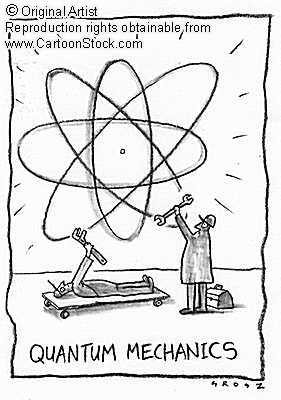 © Original Artist
Reproduction rights obtainable from
www.CartoonStock.com
QUANTUM MECHANICS
GROSZ